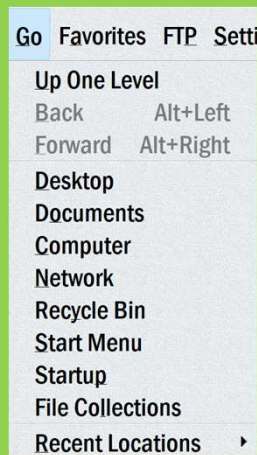 Go Favorites FTP Setti
Up One Level
Back Alt+Left
Forward Alt+Right
Desktop
Documents
Computer
Network
Recycle Bin
Start Menu
Startup
File Collections
Recent Locations